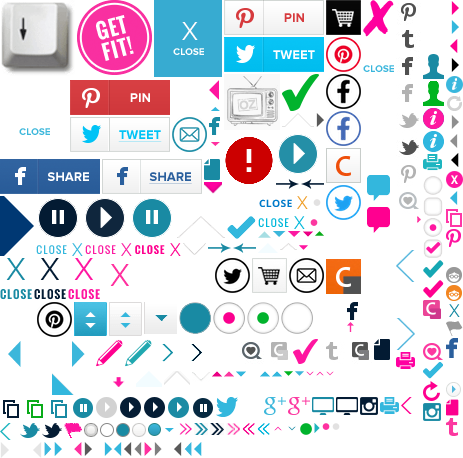 GET
FIT!
X
CLOSE
PIN
TWEET
CLOSE
OZ
PIN
TWEET
CLOSE
SHARE
SHARE
!
C
CLOSE X
CLOSE X
CLOSE X CLOSE X CLOSE X
X X X X
CLOSE CLOSE CLOSE
C
g+ g+